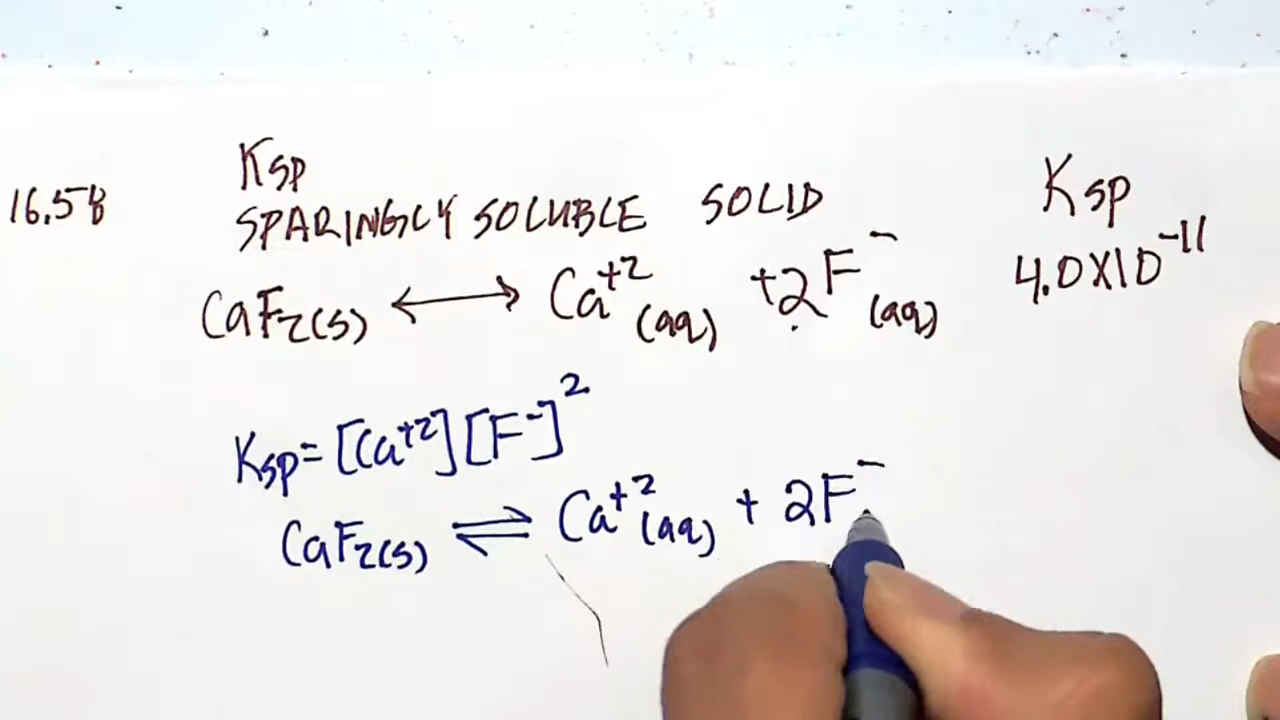 16.58
Ksp
SPARINGLY SOLUBLE SOLID
CaF2(s) ⟷ Ca+2(aq) +2F-(aq)
Ksp
4.0X10-11
Ksp=[Ca+2][F-]2
CaF2(s) ⇌ Ca+2(aq) + 2F-